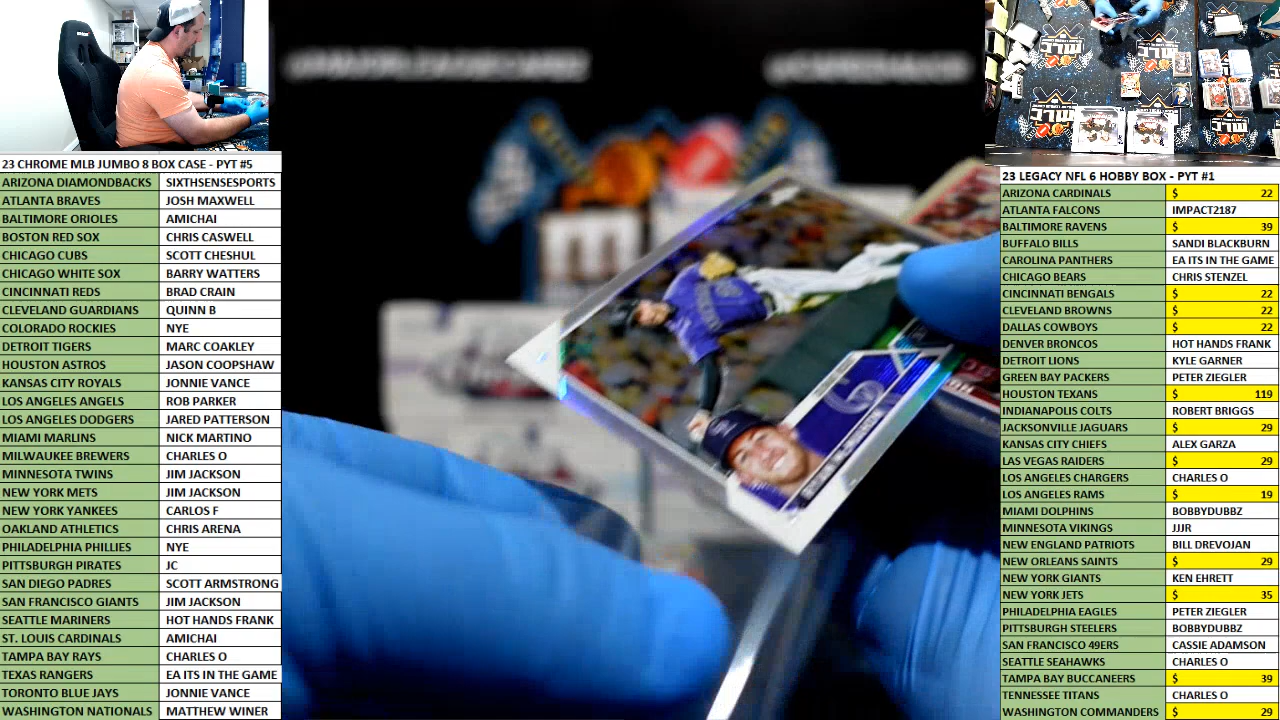 23 CHROME MLB JUMBO 8 BOX CASE - PYT #5
ARIZONA DIAMONDBACKS SIXTHSENSESPORTS
ATLANTA BRAVES JOSH MAXWELL
BALTIMORE ORIOLES AMICHAI
BOSTON RED SOX CHRIS CASWELL
CHICAGO CUBS SCOTT CHESHUL
CHICAGO WHITE SOX BARRY WATTERS
CINCINNATI REDS BRAD CRAIN
CLEVELAND GUARDIANS QUINN B
COLORADO ROCKIES NYE
DETROIT TIGERS MARC COAKLEY
HOUSTON ASTROS JASON COOPSHAW
KANSAS CITY ROYALS JONNIE VANCE
LOS ANGELES ANGELS ROB PARKER
LOS ANGELES DODGERS JARED PATTERSON
MIAMI MARLINS NICK MARTINO
MILWAUKEE BREWERS CHARLES O
MINNESOTA TWINS JIM JACKSON
NEW YORK METS JIM JACKSON
NEW YORK YANKEES CARLOS F
OAKLAND ATHLETICS CHRIS ARENA
PHILADELPHIA PHILLIES NYE
PITTSBURGH PIRATES JC
SAN DIEGO PADRES SCOTT ARMSTRONG
SAN FRANCISCO GIANTS JIM JACKSON
SEATTLE MARINERS HOT HANDS FRANK
ST. LOUIS CARDINALS AMICHAI
TAMPA BAY RAYS CHARLES O
TEXAS RANGERS EA ITS IN THE GAME
TORONTO BLUE JAYS JONNIE VANCE
WASHINGTON NATIONALS MATTHEW WINER
23 LEGACY NFL 6 HOBBY BOX - PYT #1
ARIZONA CARDINALS $ 22
ATLANTA FALCONS IMPACT2187
BALTIMORE RAVENS $ 39
BUFFALO BILLS SANDI BLACKBURN
CAROLINA PANTHERS EA ITS IN THE GAME
CHICAGO BEARS CHRIS STENZEL
CINCINNATI BENGALS $ 22
CLEVELAND BROWNS $ 22
DALLAS COWBOYS $ 22
DENVER BRONCOS HOT HANDS FRANK
DETROIT LIONS KYLE GARNER
GREEN BAY PACKERS PETER ZIEGLER
HOUSTON TEXANS $ 119
INDIANAPOLIS COLTS ROBERT BRIGGS
JACKSONVILLE JAGUARS $ 29
KANSAS CITY CHIEFS ALEX GARZA
LAS VEGAS RAIDERS $ 29
LOS ANGELES CHARGERS CHARLES O
LOS ANGELES RAMS $ 19
MIAMI DOLPHINS BOBBYDUBBZ
MINNESOTA VIKINGS JJJR
NEW ENGLAND PATRIOTS BILL DREVOJAN
NEW ORLEANS SAINTS $ 29
NEW YORK GIANTS KEN EHRETT
NEW YORK JETS $ 35
PHILADELPHIA EAGLES PETER ZIEGLER
PITTSBURGH STEELERS BOBBYDUBBZ
SAN FRANCISCO 49ERS CASSIE ADAMSON
SEATTLE SEAHAWKS CHARLES O
TAMPA BAY BUCCANEERS $ 39
TENNESSEE TITANS CHARLES O
WASHINGTON COMMANDERS $ 29